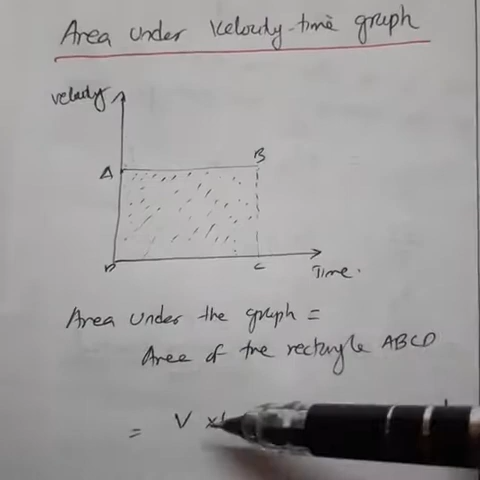 Area under Velocity-time graph
Velocity
A
B
D
C
Time.
Area under the graph =
Area of the rectangle ABCD
= V x